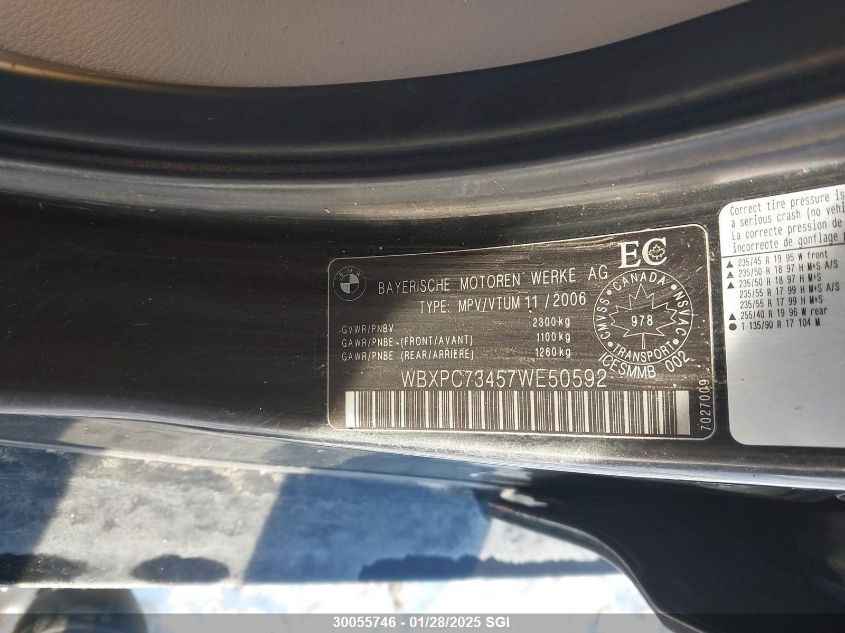 BMW
BAYERISCHE MOTOREN WERKE AG
TYPE: MPV/VTUM 11/2006
GVWR/PNBV 2300kg
GAWR/PNBE (FRONT/AVANT) 1100kg
GAWR/PNBE (REAR/ARRIÈRE) 1260kg
WBXPC73457WE50592
EC
CANADA
CMVSS NSVAC
978
TRANSPORT
ICESMMB 002
7027009
Correct tire pressure is
a serious crash (no vehi
La correcte pression de
incorrecte de gonflage
▲ 235/45 R 19 95 W front
▲ 235/50 R 18 97 H M+S A/S
▲ 235/50 R 18 97 H M+S
235/55 R 17 99 H M+S A/S
235/55 R 17 99 H M+S
▲ 255/40 R 19 96 W rear
● T 135/90 R 17 104 M
30055746 - 01/28/2025 SGI